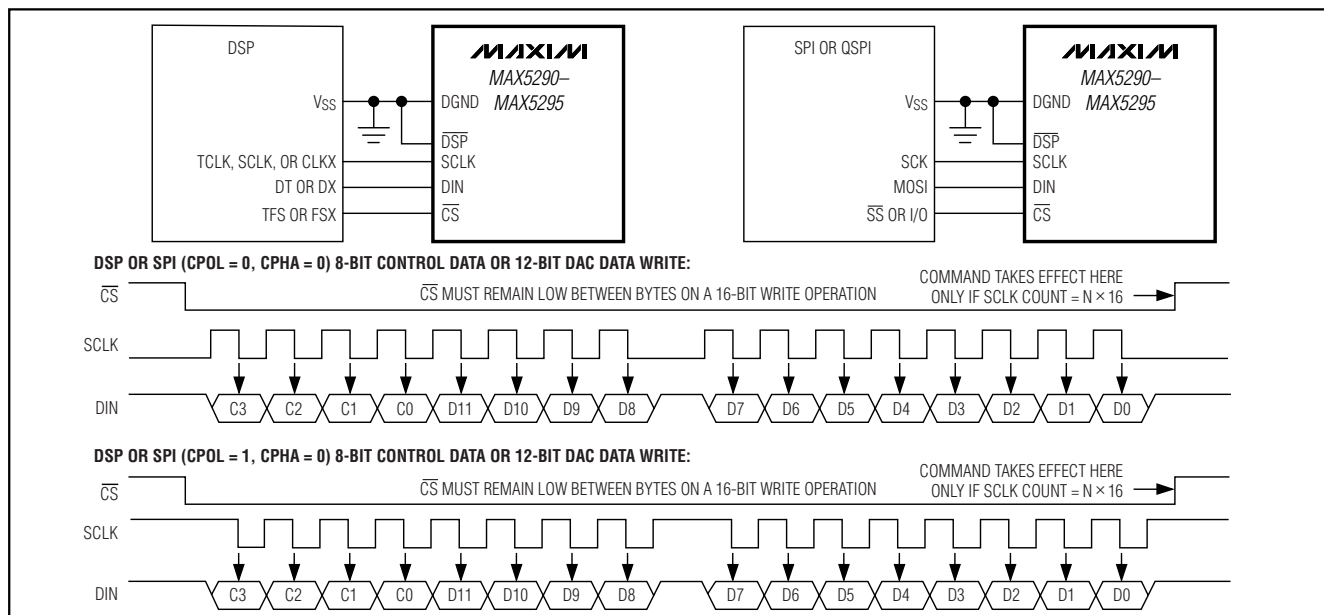 DSP
MAXIM
MAX5290–
MAX5295
VSS
DGND
DSP
TCLK, SCLK, OR CLKX
SCLK
DT OR DX
DIN
TFS OR FSX
CS
SPI OR QSPI
MAXIM
MAX5290–
MAX5295
VSS
DGND
DSP
SCK
SCLK
MOSI
DIN
SS OR I/O
CS
DSP OR SPI (CPOL = 0, CPHA = 0) 8-BIT CONTROL DATA OR 12-BIT DAC DATA WRITE:
CS
CS MUST REMAIN LOW BETWEEN BYTES ON A 16-BIT WRITE OPERATION
COMMAND TAKES EFFECT HERE
ONLY IF SCLK COUNT = N × 16
SCLK
DIN C3 C2 C1 C0 D11 D10 D9 D8 D7 D6 D5 D4 D3 D2 D1 D0
DSP OR SPI (CPOL = 1, CPHA = 0) 8-BIT CONTROL DATA OR 12-BIT DAC DATA WRITE:
CS
CS MUST REMAIN LOW BETWEEN BYTES ON A 16-BIT WRITE OPERATION
COMMAND TAKES EFFECT HERE
ONLY IF SCLK COUNT = N × 16
SCLK
DIN C3 C2 C1 C0 D11 D10 D9 D8 D7 D6 D5 D4 D3 D2 D1 D0